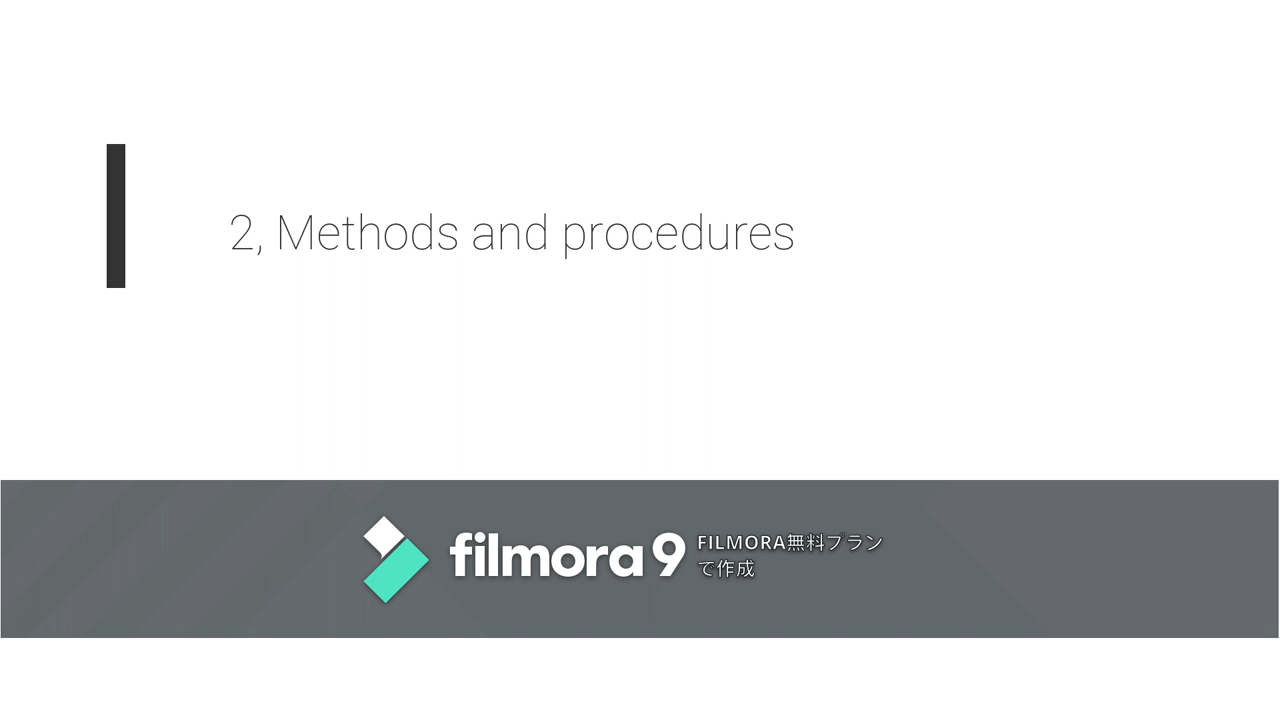 2, Methods and procedures
filmora 9
FILMORA無料プラン
で作成